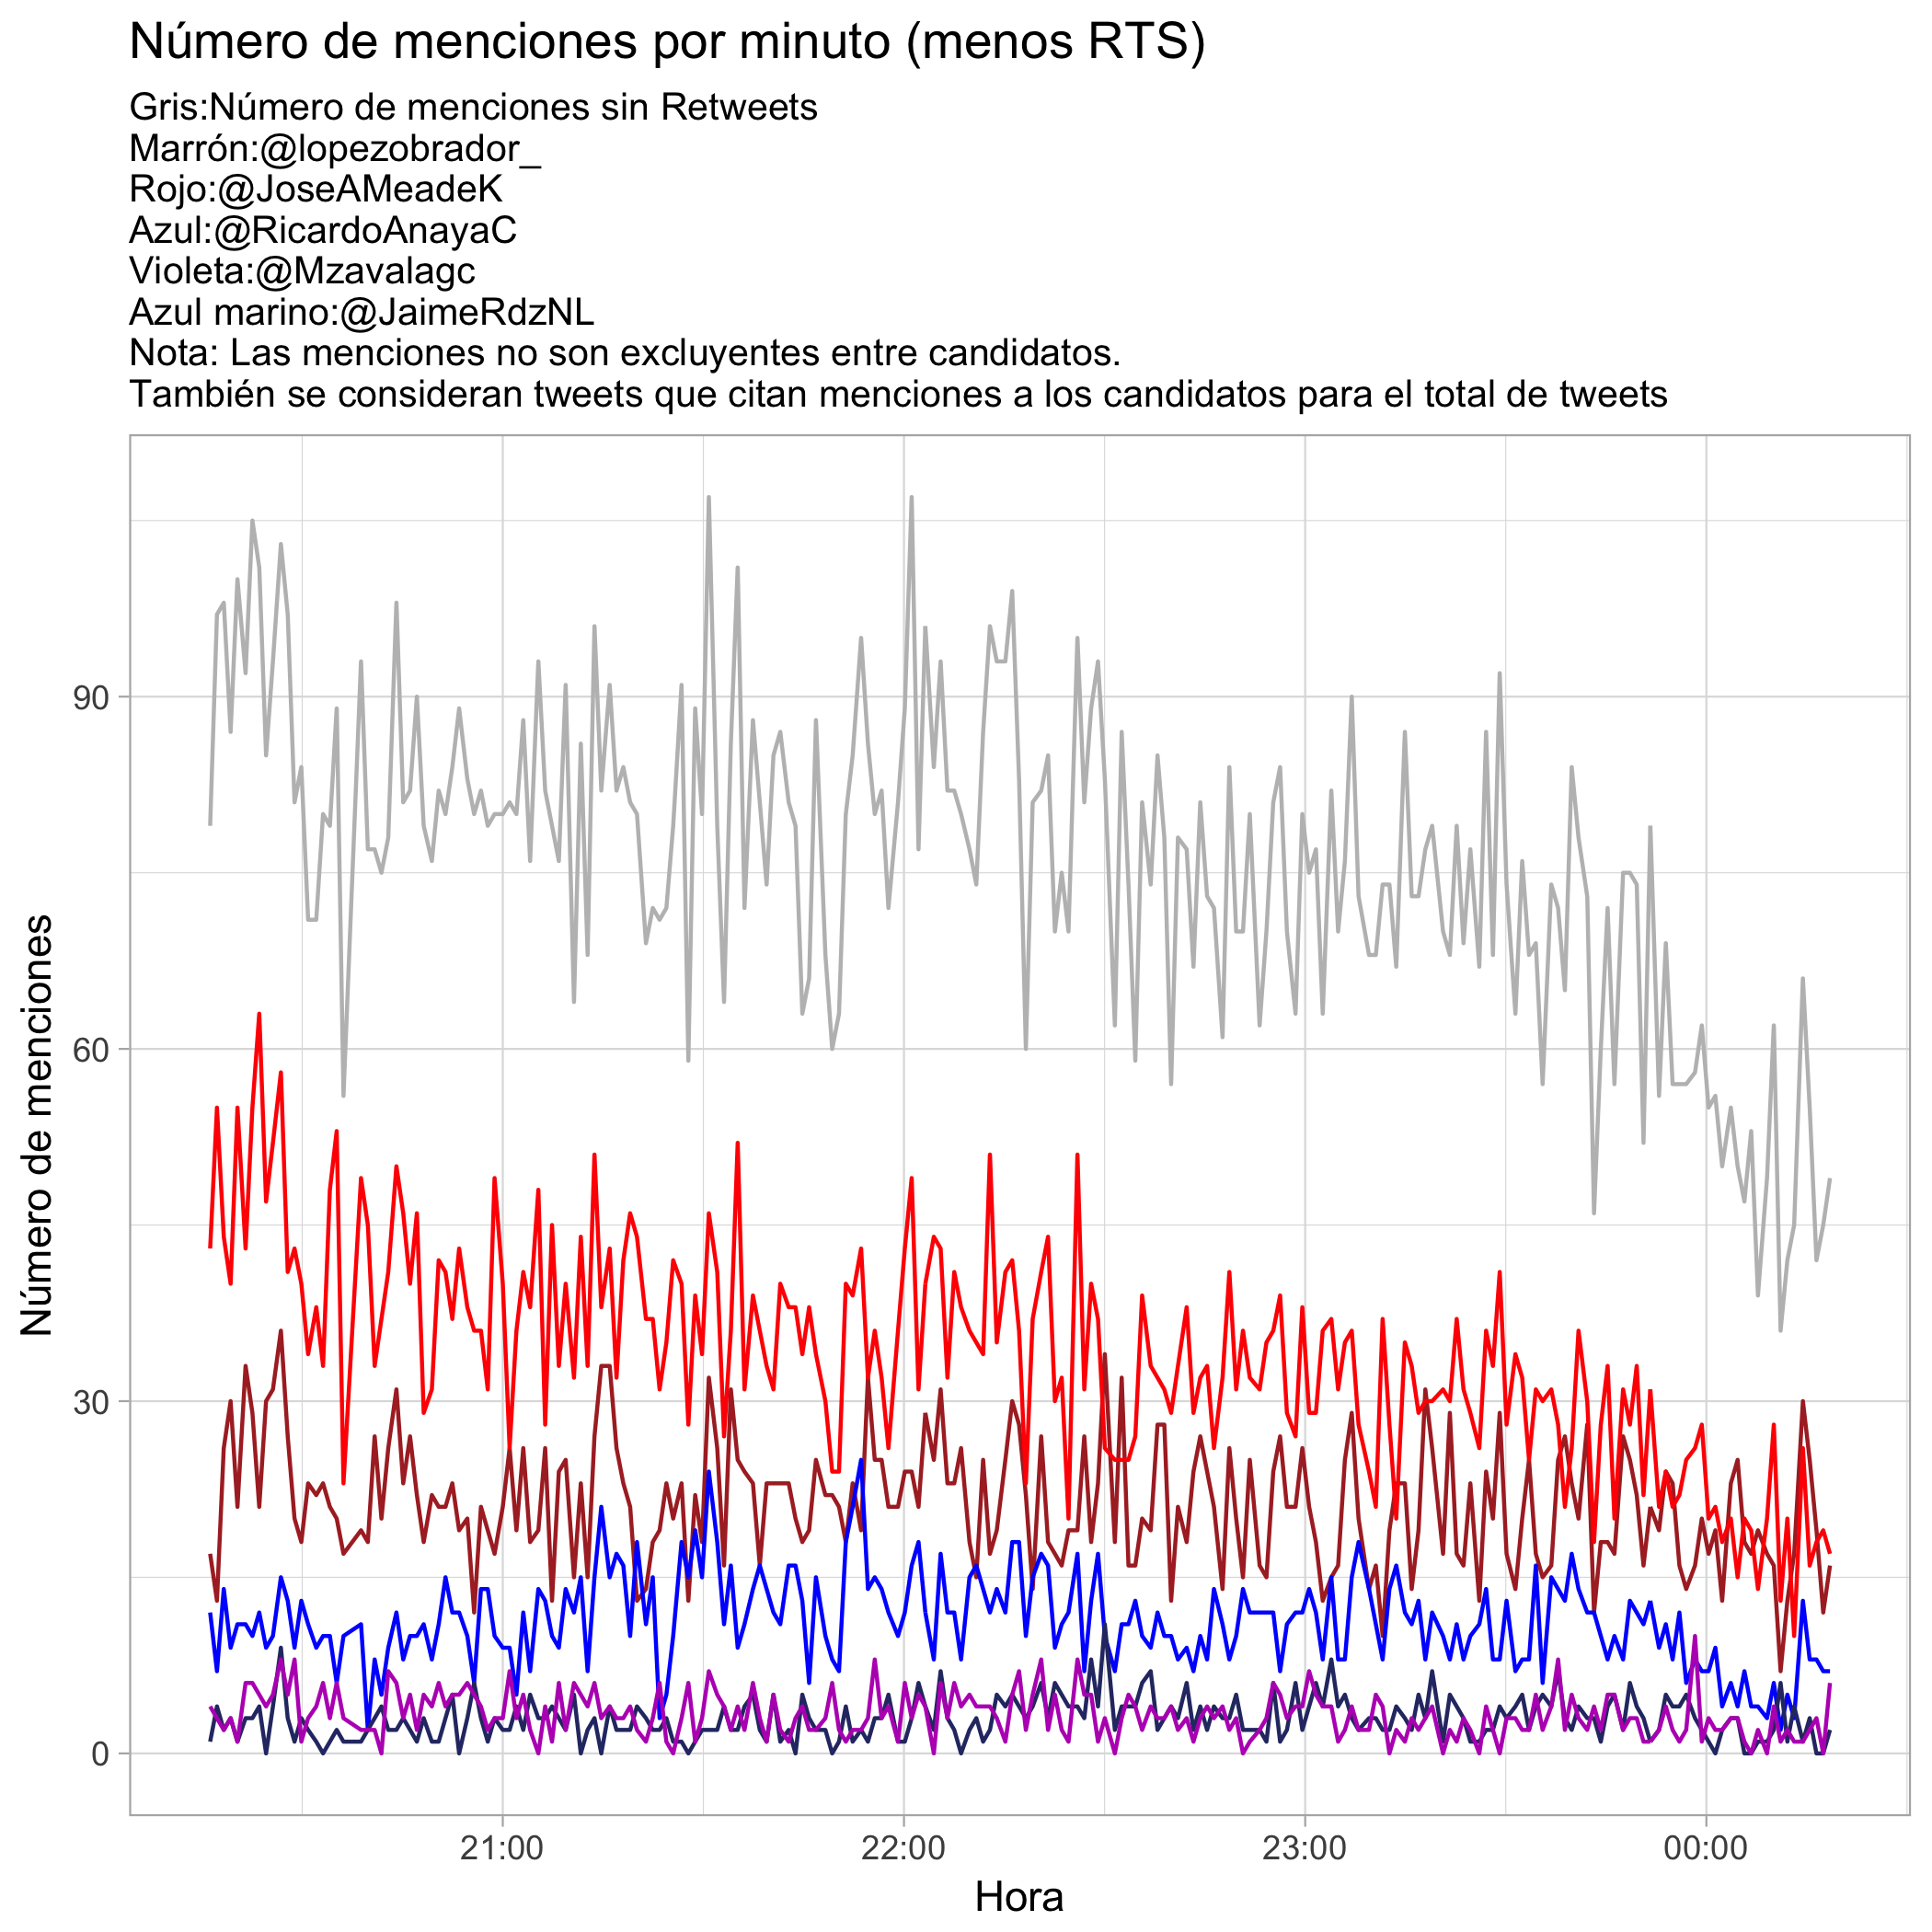 Número de menciones por minuto (menos RTS)
Gris:Número de menciones sin Retweets
Marrón:@lopezobrador_
Rojo:@JoseAMeadeK
Azul:@RicardoAnayaC
Violeta:@Mzavalagc
Azul marino:@JaimeRdzNL
Nota: Las menciones no son excluyentes entre candidatos.
También se consideran tweets que citan menciones a los candidatos para el total de tweets
Número de menciones
90
60
30
0
21:00
22:00
23:00
00:00
Hora